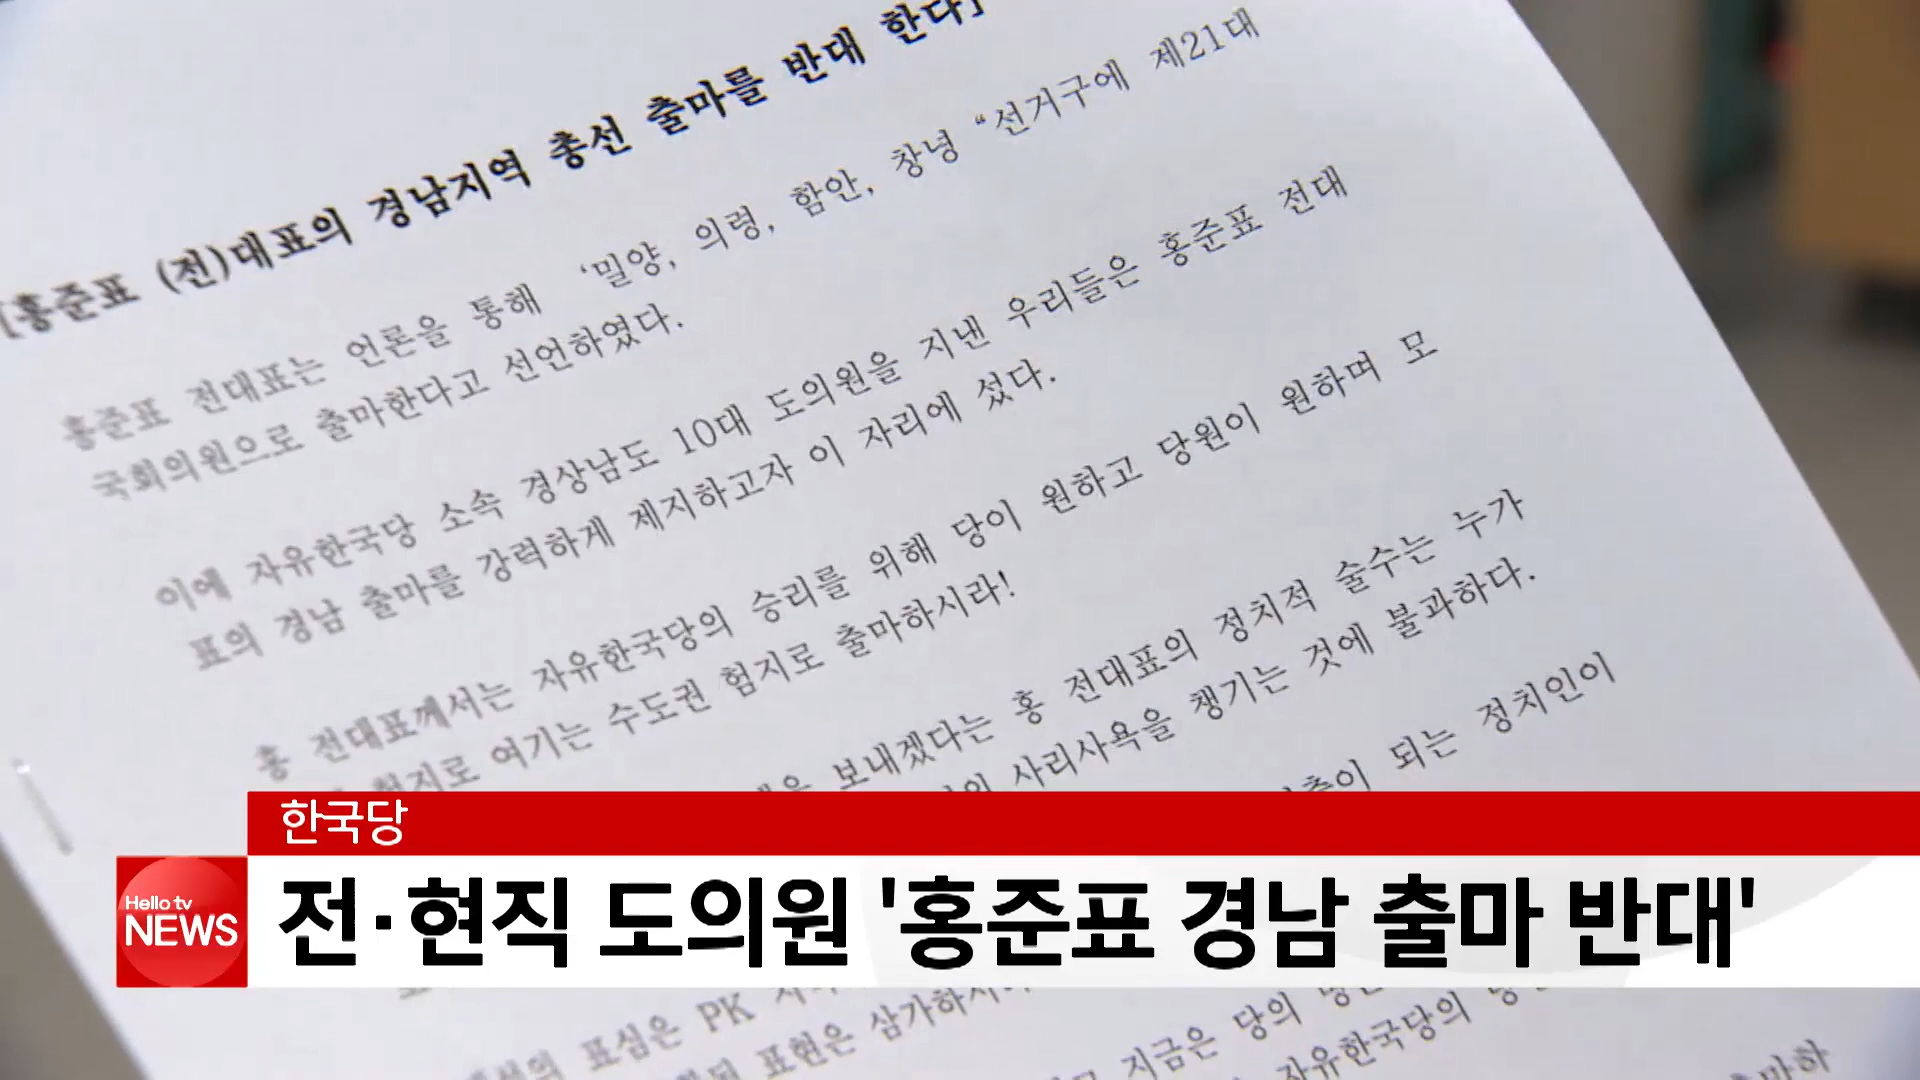 [홍준표 (전)대표의 경남지역 총선 출마를 반대 한다]
홍준표 전대표는 언론을 통해 ‘밀양, 의령, 함안, 창녕 “선거구에 제21대
국회의원으로 출마한다고 선언하였다.
이에 자유한국당 소속 경상남도 10대 도의원을 지낸 우리들은 홍준표 전대
표의 경남 출마를 강력하게 제지하고자 이 자리에 섰다.
홍 전대표께서는 자유한국당의 승리를 위해 당이 원하고 당원이 원하며 모
험지로 여기는 수도권 험지로 출마하시라!
보내겠다는 홍 전대표의 정치적 술수는 누가
사리사욕을 챙기는 것에 불과하다.
되는 정치인이
한국당
Hello tv
NEWS
전·현직 도의원 '홍준표 경남 출마 반대'
표심은 PK
표현은 삼가하시
지금은 당의
자유한국당의